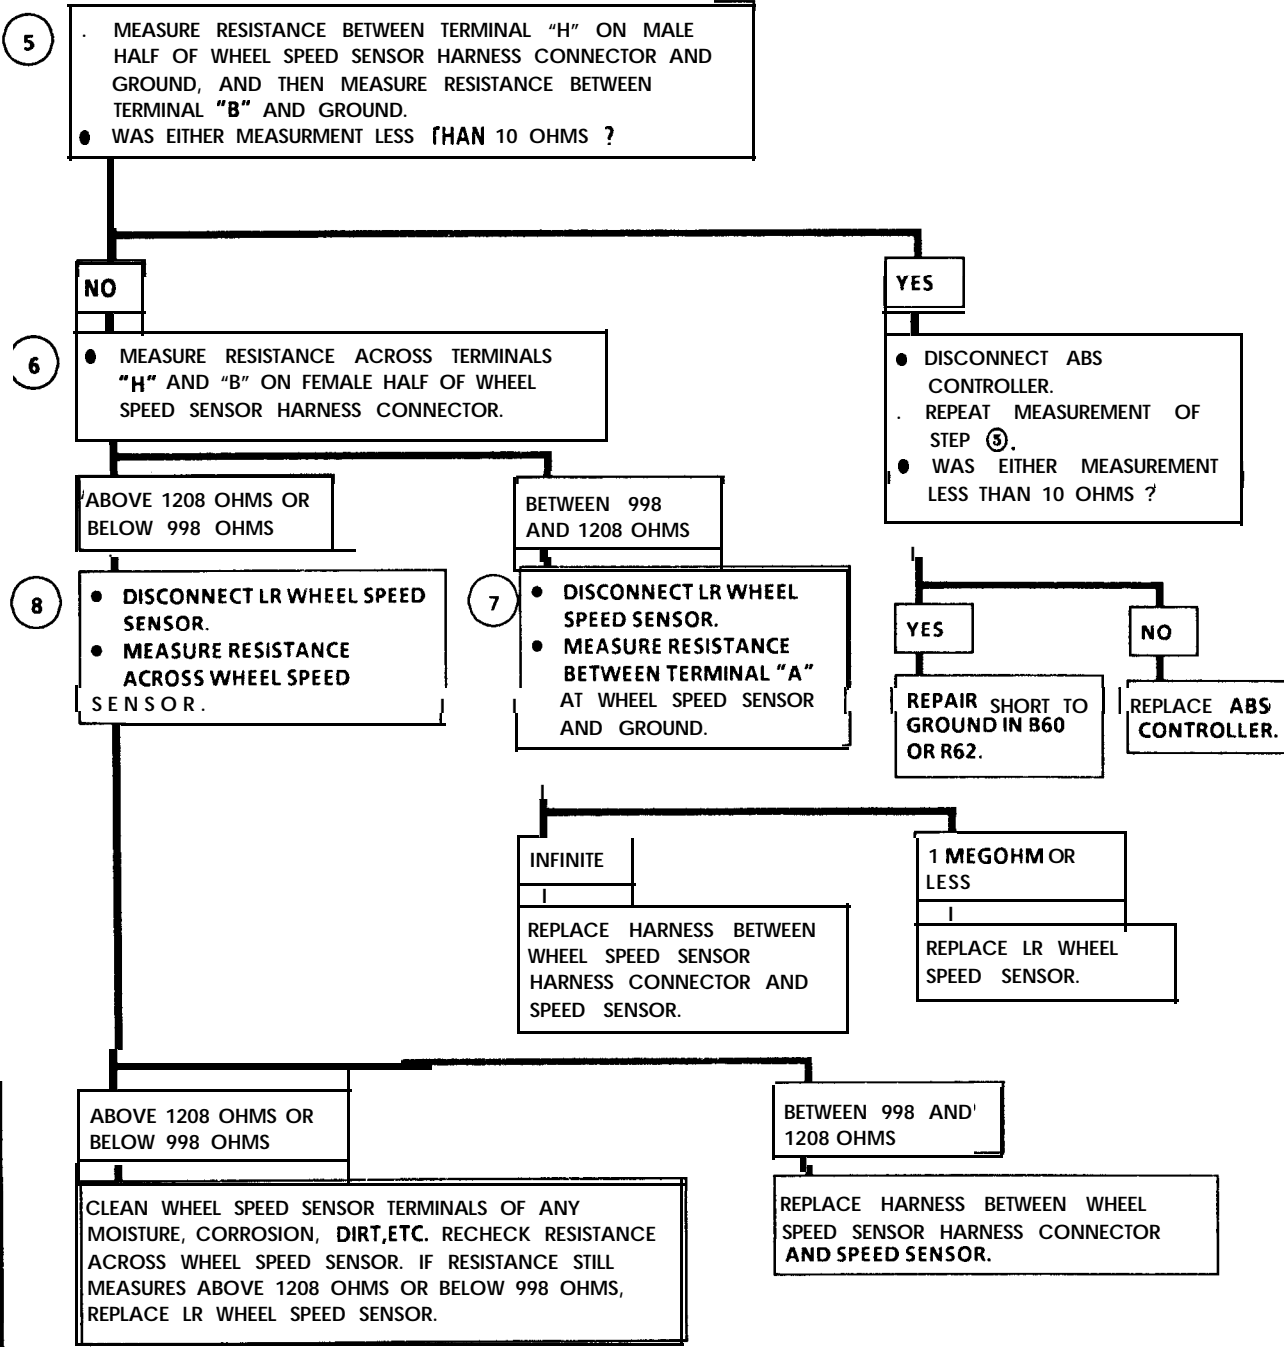 5
. MEASURE RESISTANCE BETWEEN TERMINAL “H” ON MALE
HALF OF WHEEL SPEED SENSOR HARNESS CONNECTOR AND
GROUND, AND THEN MEASURE RESISTANCE BETWEEN
TERMINAL "B" AND GROUND.
● WAS EITHER MEASURMENT LESS THAN 10 OHMS ?
NO
YES
6
● MEASURE RESISTANCE ACROSS TERMINALS
"H" AND “B” ON FEMALE HALF OF WHEEL
SPEED SENSOR HARNESS CONNECTOR.
● DISCONNECT ABS
CONTROLLER.
. REPEAT MEASUREMENT OF
STEP ⑤.
● WAS EITHER MEASUREMENT
LESS THAN 10 OHMS ?
ABOVE 1208 OHMS OR
BELOW 998 OHMS
BETWEEN 998
AND 1208 OHMS
8
● DISCONNECT LR WHEEL SPEED
SENSOR.
● MEASURE RESISTANCE
ACROSS WHEEL SPEED
SENSOR.
7
● DISCONNECT LR WHEEL
SPEED SENSOR.
● MEASURE RESISTANCE
BETWEEN TERMINAL "A"
AT WHEEL SPEED SENSOR
AND GROUND.
YES
NO
REPAIR SHORT TO
GROUND IN B60
OR R62.
REPLACE ABS
CONTROLLER.
INFINITE
1 MEGOHM OR
LESS
REPLACE HARNESS BETWEEN
WHEEL SPEED SENSOR
HARNESS CONNECTOR AND
SPEED SENSOR.
REPLACE LR WHEEL
SPEED SENSOR.
ABOVE 1208 OHMS OR
BELOW 998 OHMS
BETWEEN 998 AND
1208 OHMS
CLEAN WHEEL SPEED SENSOR TERMINALS OF ANY
MOISTURE, CORROSION, DIRT,ETC. RECHECK RESISTANCE
ACROSS WHEEL SPEED SENSOR. IF RESISTANCE STILL
MEASURES ABOVE 1208 OHMS OR BELOW 998 OHMS,
REPLACE LR WHEEL SPEED SENSOR.
REPLACE HARNESS BETWEEN WHEEL
SPEED SENSOR HARNESS CONNECTOR
AND SPEED SENSOR.